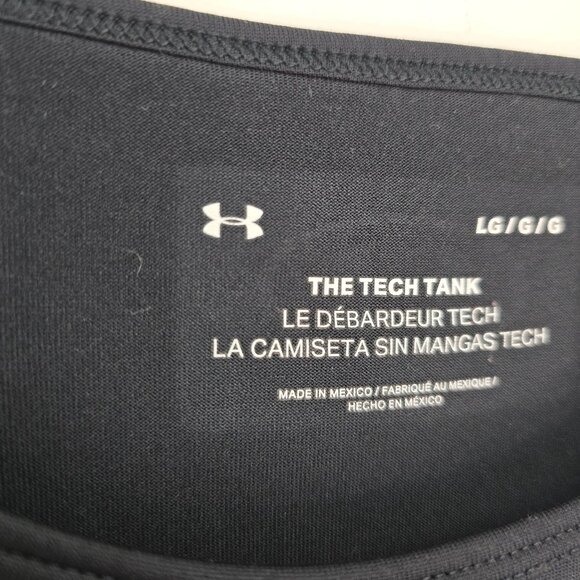 LG / G / G
THE TECH TANK
LE DÉBARDEUR TECH
LA CAMISETA SIN MANGAS TECH
MADE IN MEXICO / FABRIQUÉ AU MEXIQUE /
HECHO EN MÉXICO